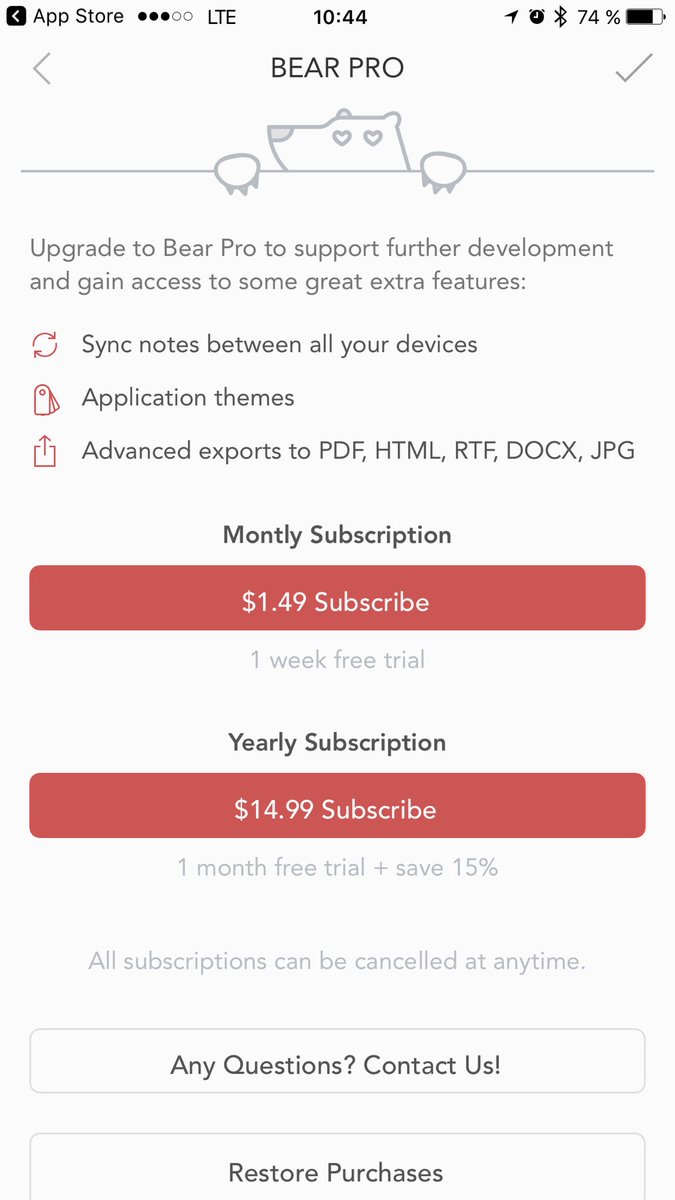 App Store LTE 10:44 74 %
BEAR PRO
Upgrade to Bear Pro to support further development
and gain access to some great extra features:
Sync notes between all your devices
Application themes
Advanced exports to PDF, HTML, RTF, DOCX, JPG
Montly Subscription
$1.49 Subscribe
1 week free trial
Yearly Subscription
$14.99 Subscribe
1 month free trial + save 15%
All subscriptions can be cancelled at anytime.
Any Questions? Contact Us!
Restore Purchases